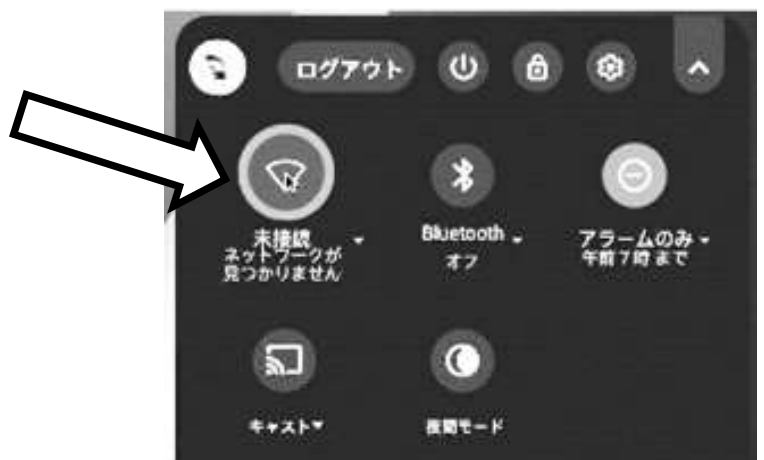 ログアウト
未接続
ネットワークが
見つかりません
Bluetooth
オフ
アラームのみ
午前7時まで
キャスト
夜間モード